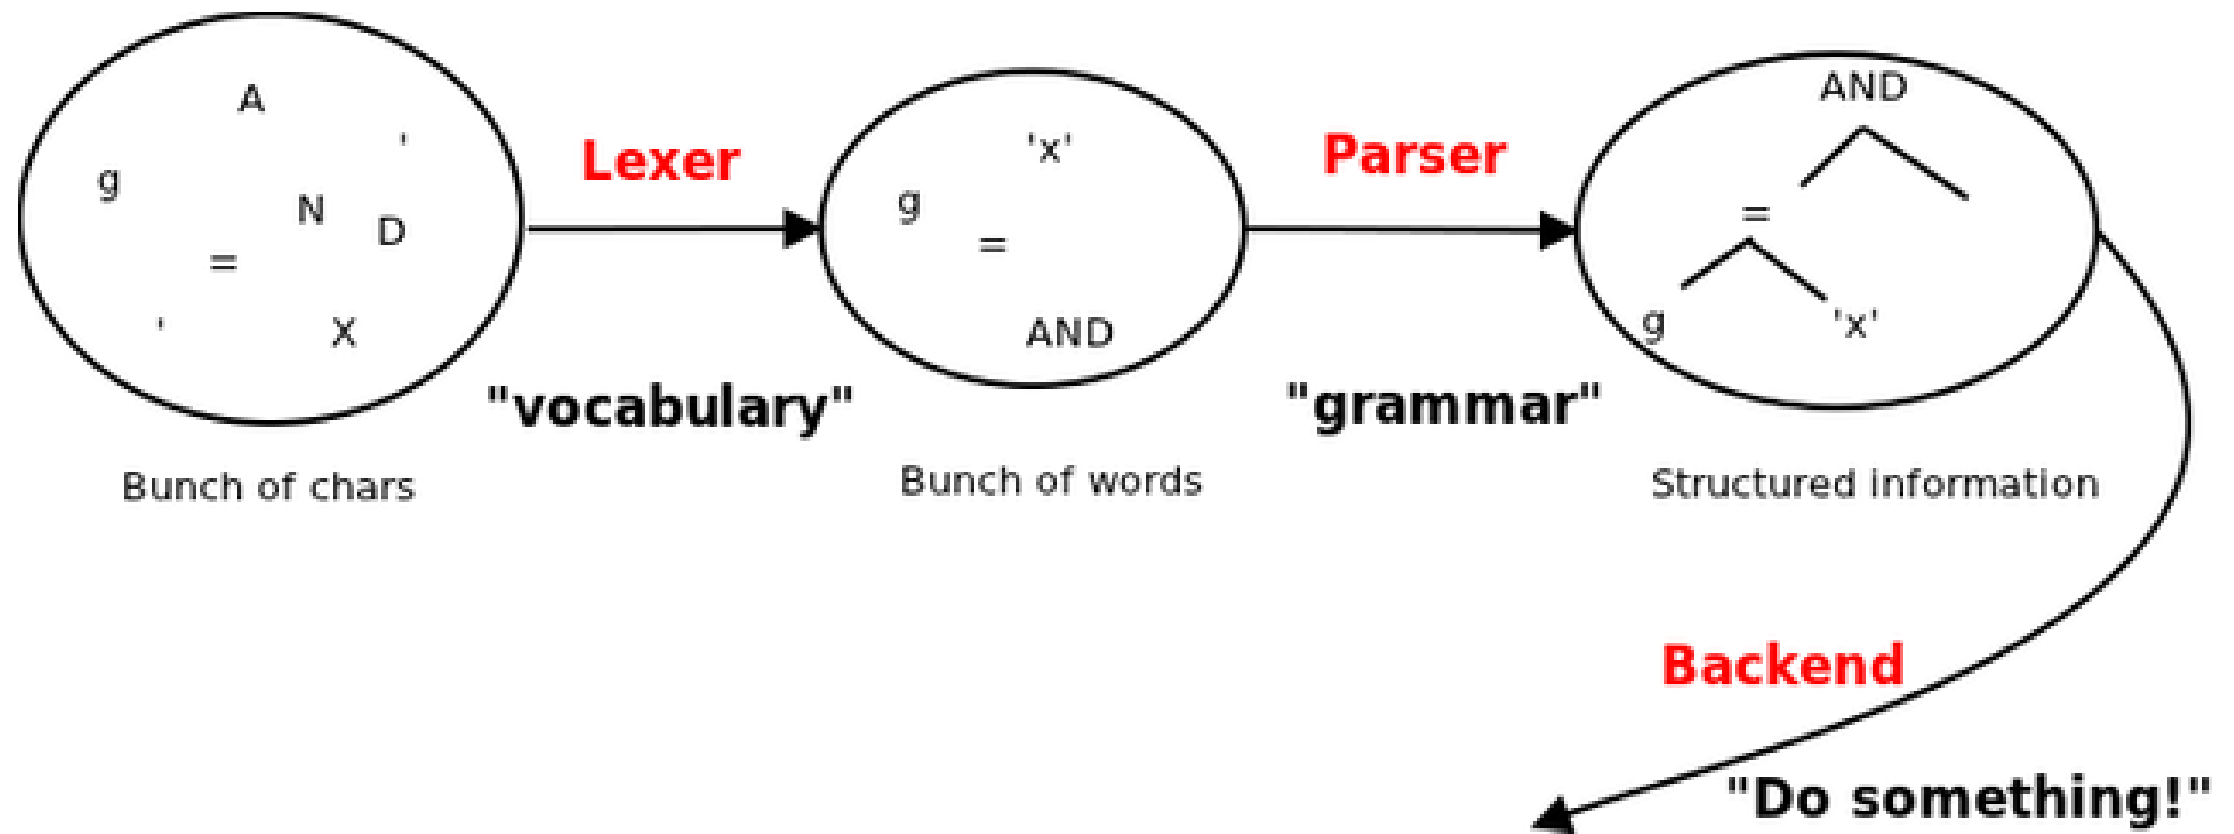 A
'
g
N
D
=
'
X
Lexer
"vocabulary"
Bunch of chars
'x'
g
=
AND
Parser
"grammar"
Bunch of words
AND
=
g
'x'
Structured information
Backend
"Do something!"